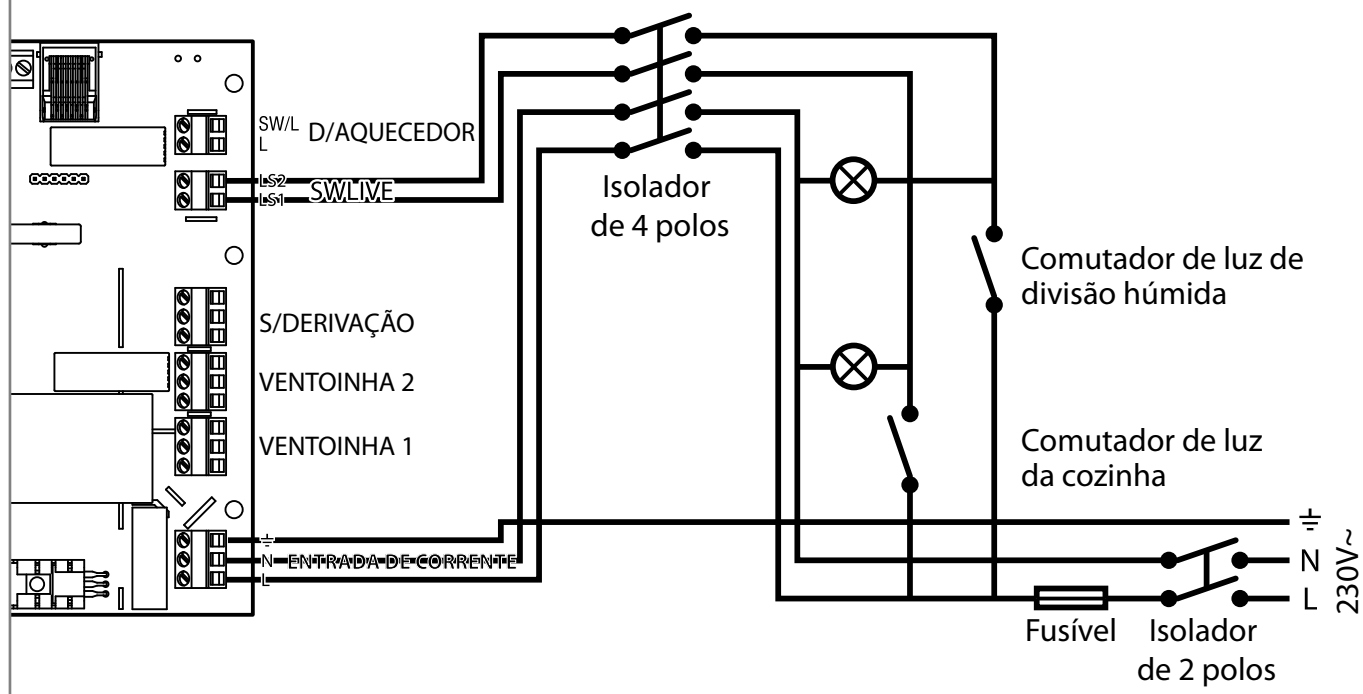 SW/L
L
D/AQUECEDOR
LS2
LS1
SWLIVE
S/DERIVAÇÃO
VENTOINHA 2
VENTOINHA 1
N
ENTRADA DE CORRENTE
L
Isolador
de 4 polos
Comutador de luz de
divisão húmida
Comutador de luz
da cozinha
N
L
230V~
Fusível
Isolador
de 2 polos